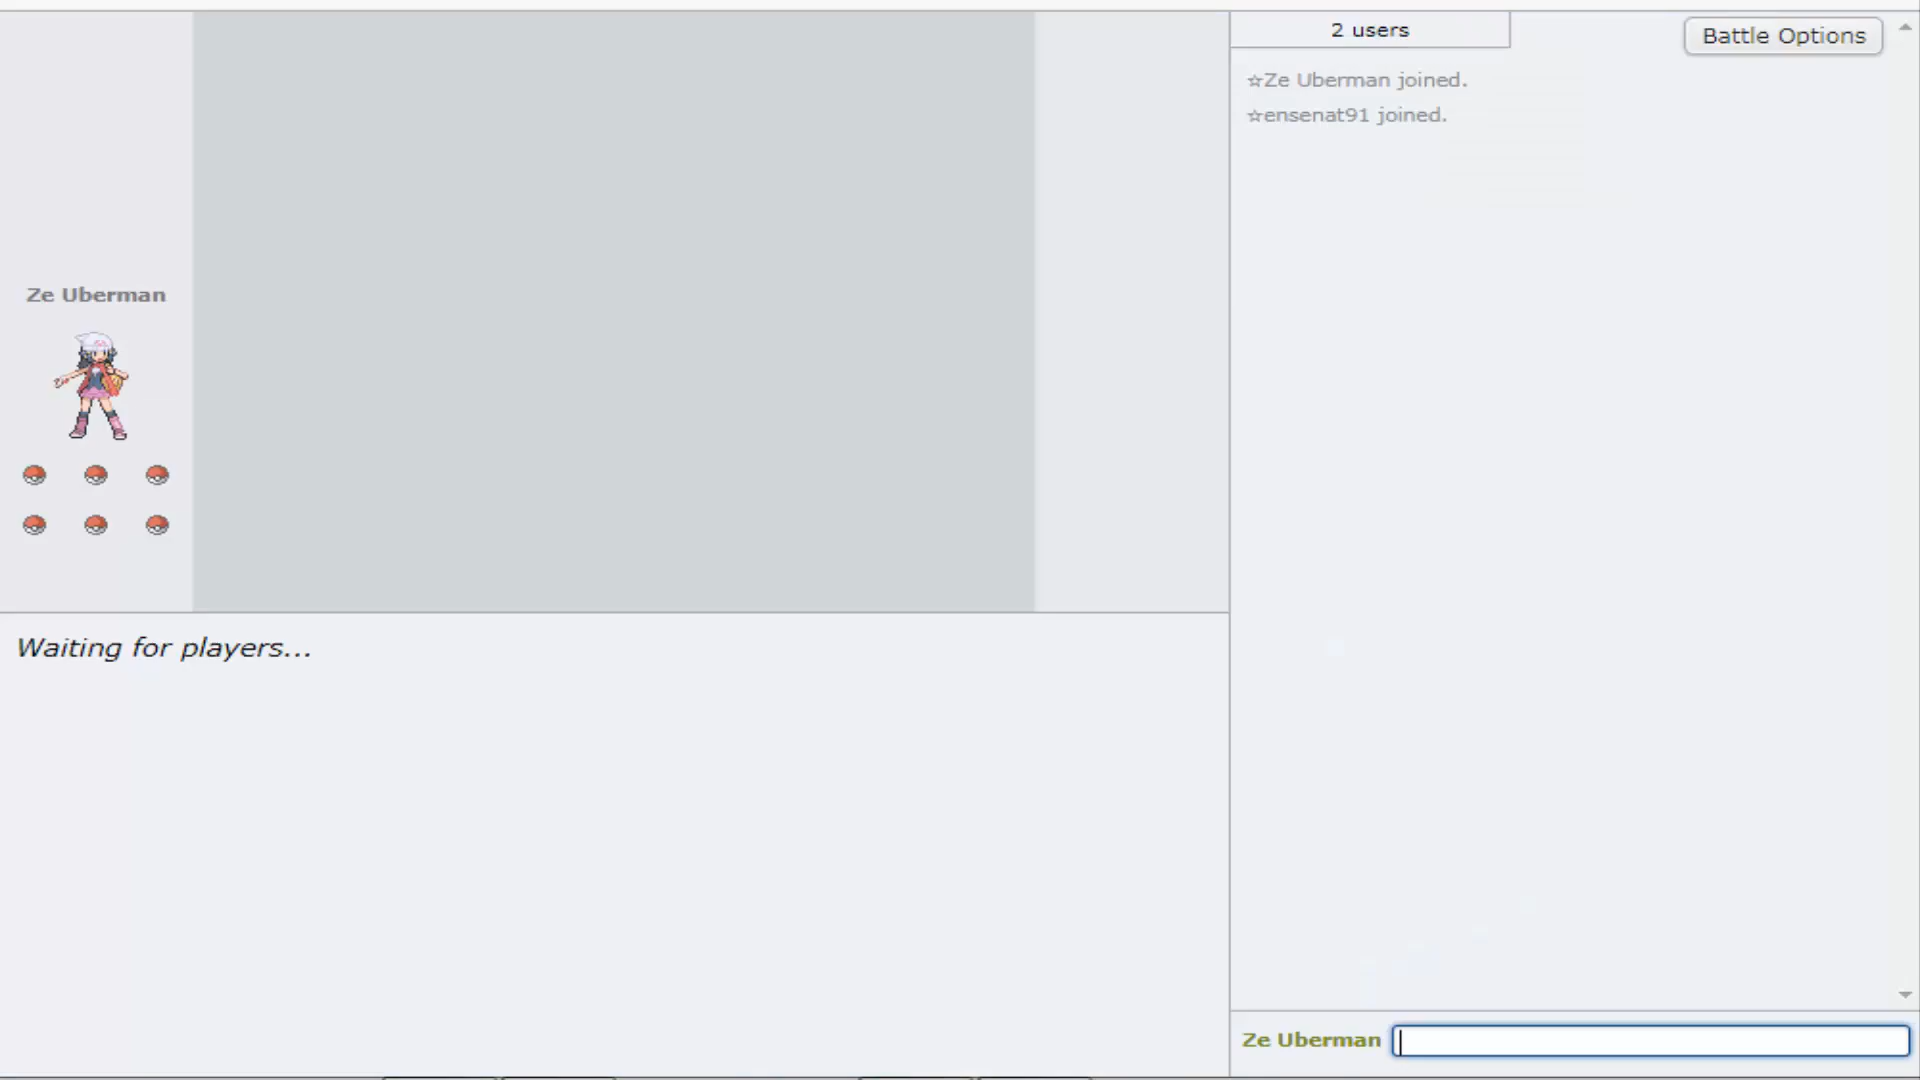 2 users
Battle Options
☆Ze Uberman joined.
☆ensenat91 joined.
Ze Uberman
Waiting for players...
Ze Uberman